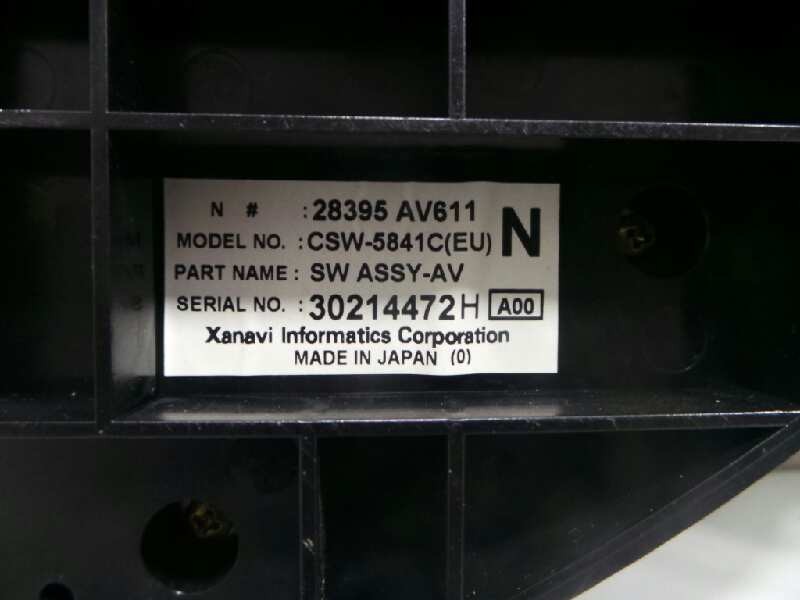 N # : 28395 AV611 N
MODEL NO. : CSW-5841C(EU)
PART NAME : SW ASSY-AV
SERIAL NO. : 30214472H A00
Xanavi Informatics Corporation
MADE IN JAPAN (0)